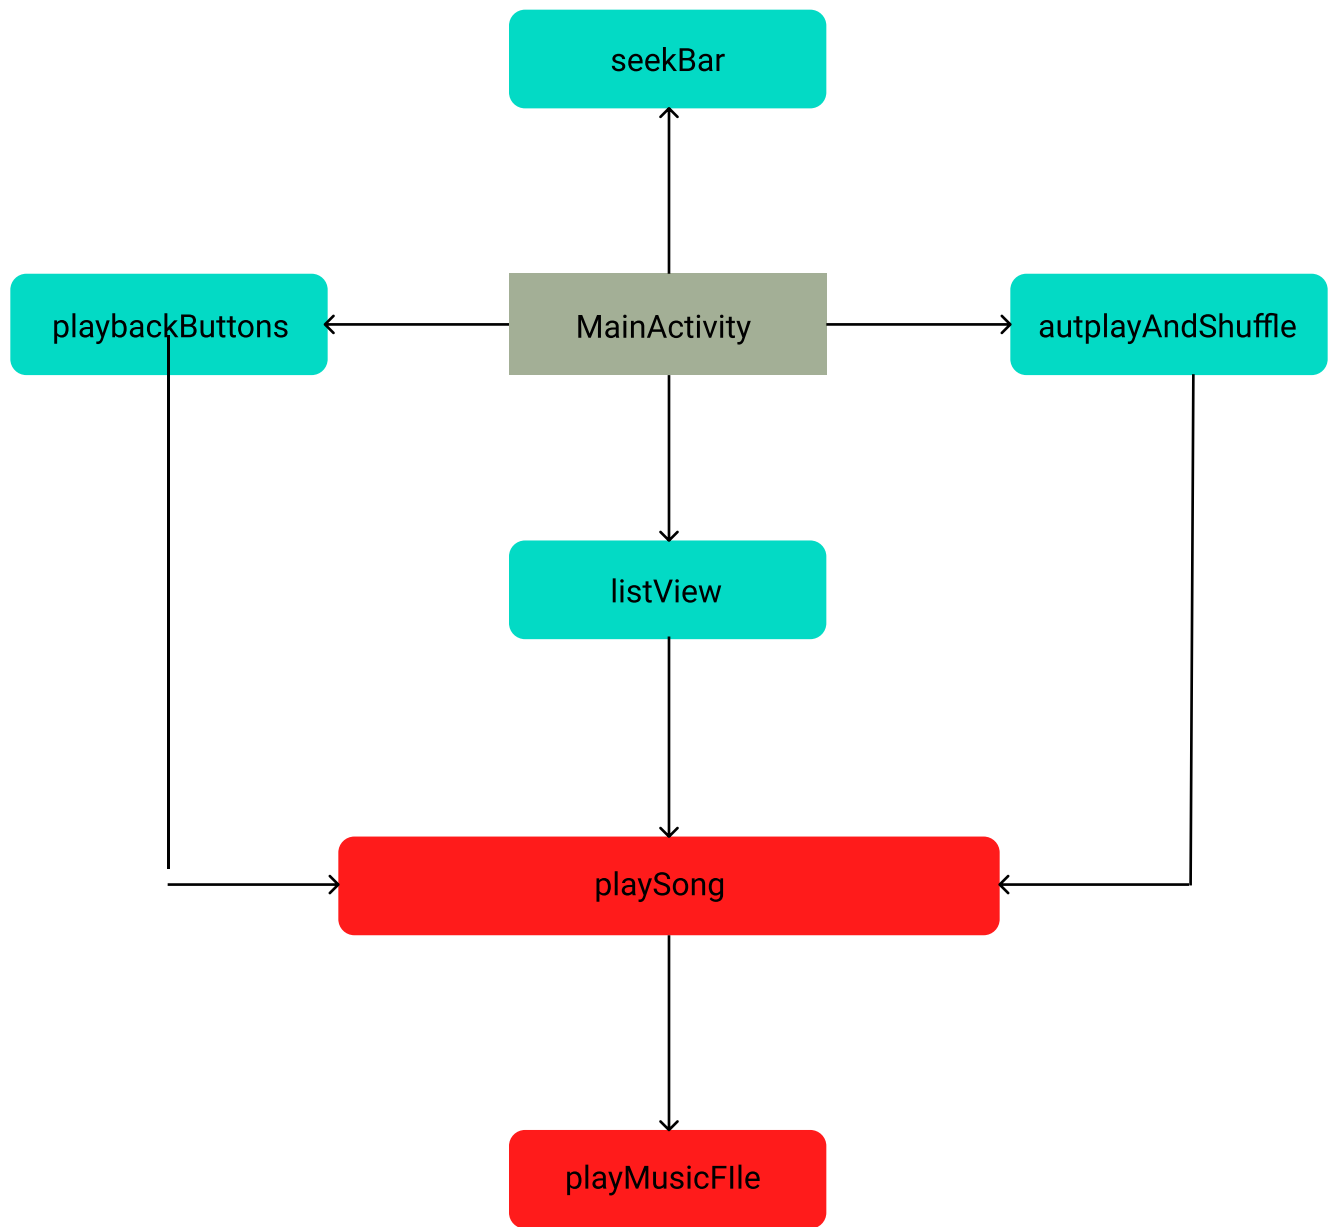 seekBar
playbackButtons
MainActivity
autplayAndShuffle
listView
playSong
playMusicFIle